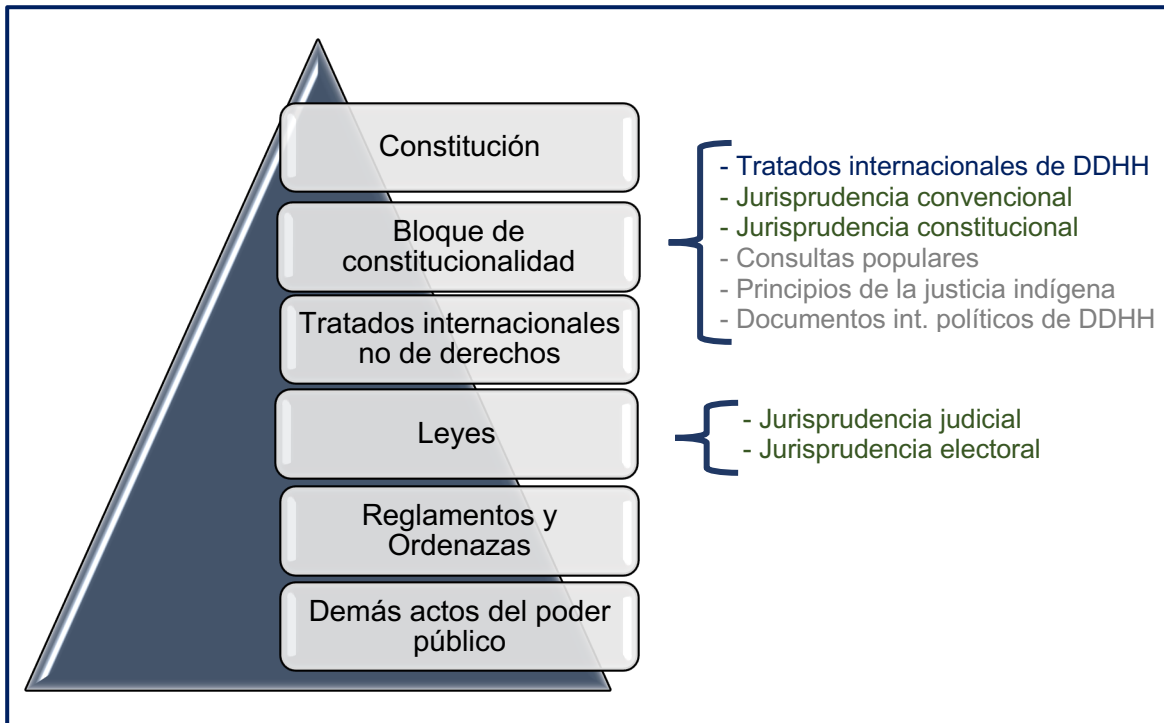 Constitución
Bloque de
constitucionalidad
- Tratados internacionales de DDHH
- Jurisprudencia convencional
- Jurisprudencia constitucional
- Consultas populares
- Principios de la justicia indígena
- Documentos int. políticos de DDHH
Tratados internacionales
no de derechos
Leyes
- Jurisprudencia judicial
- Jurisprudencia electoral
Reglamentos y
Ordenazas
Demás actos del poder
público